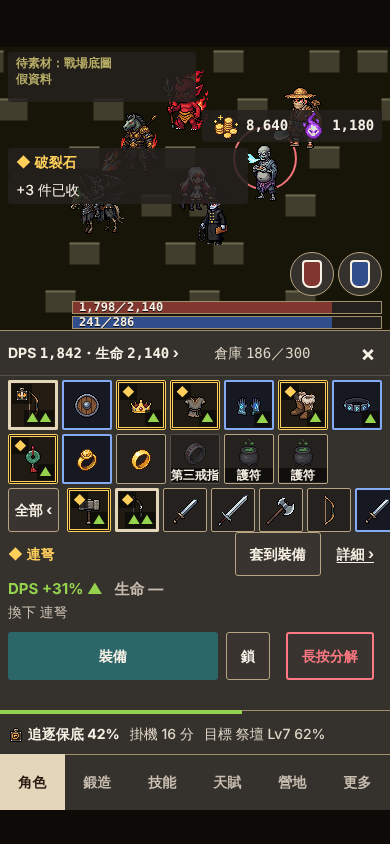 待素材：戰場底圖
假資料
8,640
1,180
◆ 破裂石
+3 件已收
1,798／2,140
241／286
DPS 1,842・生命 2,140 ›
倉庫 186／300
×
第三戒指
護符
護符
全部 ‹
◆ 連弩
套到裝備
詳細 ›
DPS +31% ▲ 生命 —
換下 連弩
裝備
鎖
長按分解
追逐保底 42% 掛機 16 分 目標 祭壇 Lv7 62%
角色
鍛造
技能
天賦
營地
更多